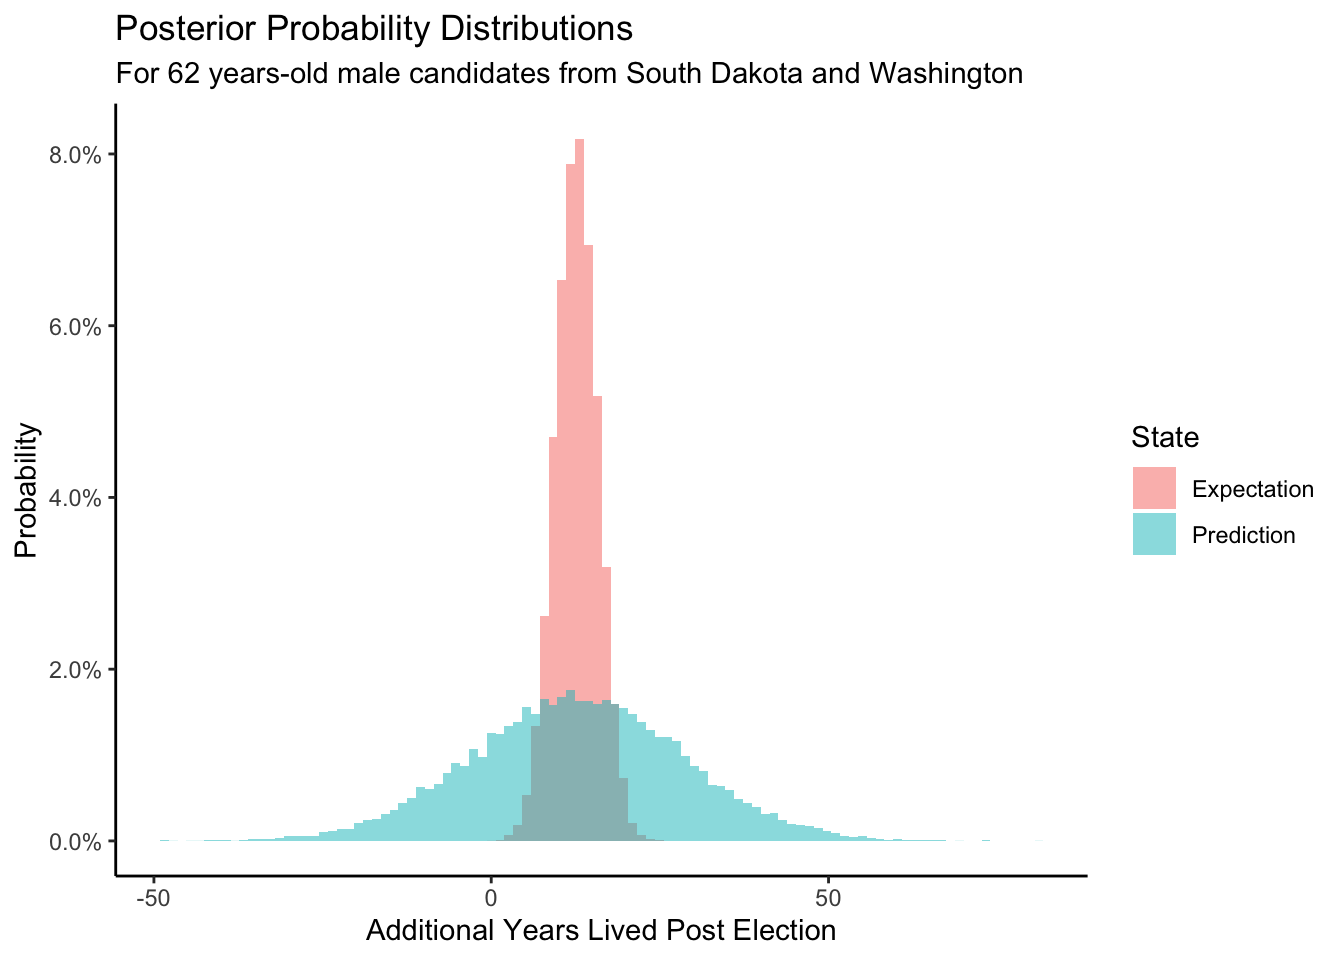 Posterior Probability Distributions
For 62 years-old male candidates from South Dakota and Washington
8.0%
6.0%
4.0%
2.0%
0.0%
Probability
-50 0 50
Additional Years Lived Post Election
State
Expectation
Prediction